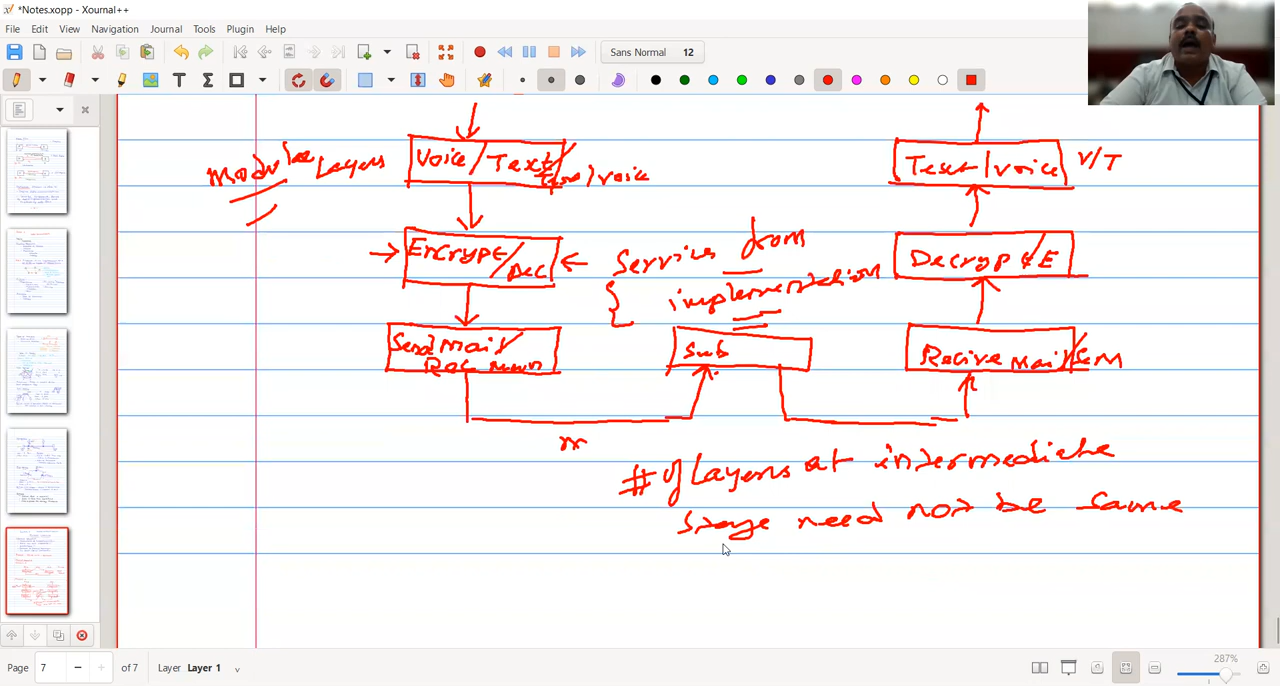 *Notes.xopp - Xournal++
File Edit View Navigation Journal Tools Plugin Help
Sans Normal 12
Modular Layers
Voice/Text/
Text/Voice
Text/Voice V/T
Encrypt/
Dec
Services from
implementation
Decrypt/E
Send Mail/
Sub
Recive Mail/SeM
m
# of Layers at intermediate
stage need not be same
Page 7 of 7 Layer Layer 1 287%